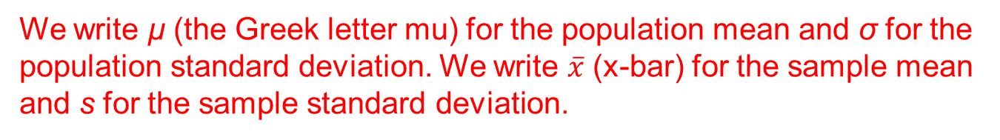 We write μ (the Greek letter mu) for the population mean and σ for the
population standard deviation. We write x̄ (x-bar) for the sample mean
and s for the sample standard deviation.